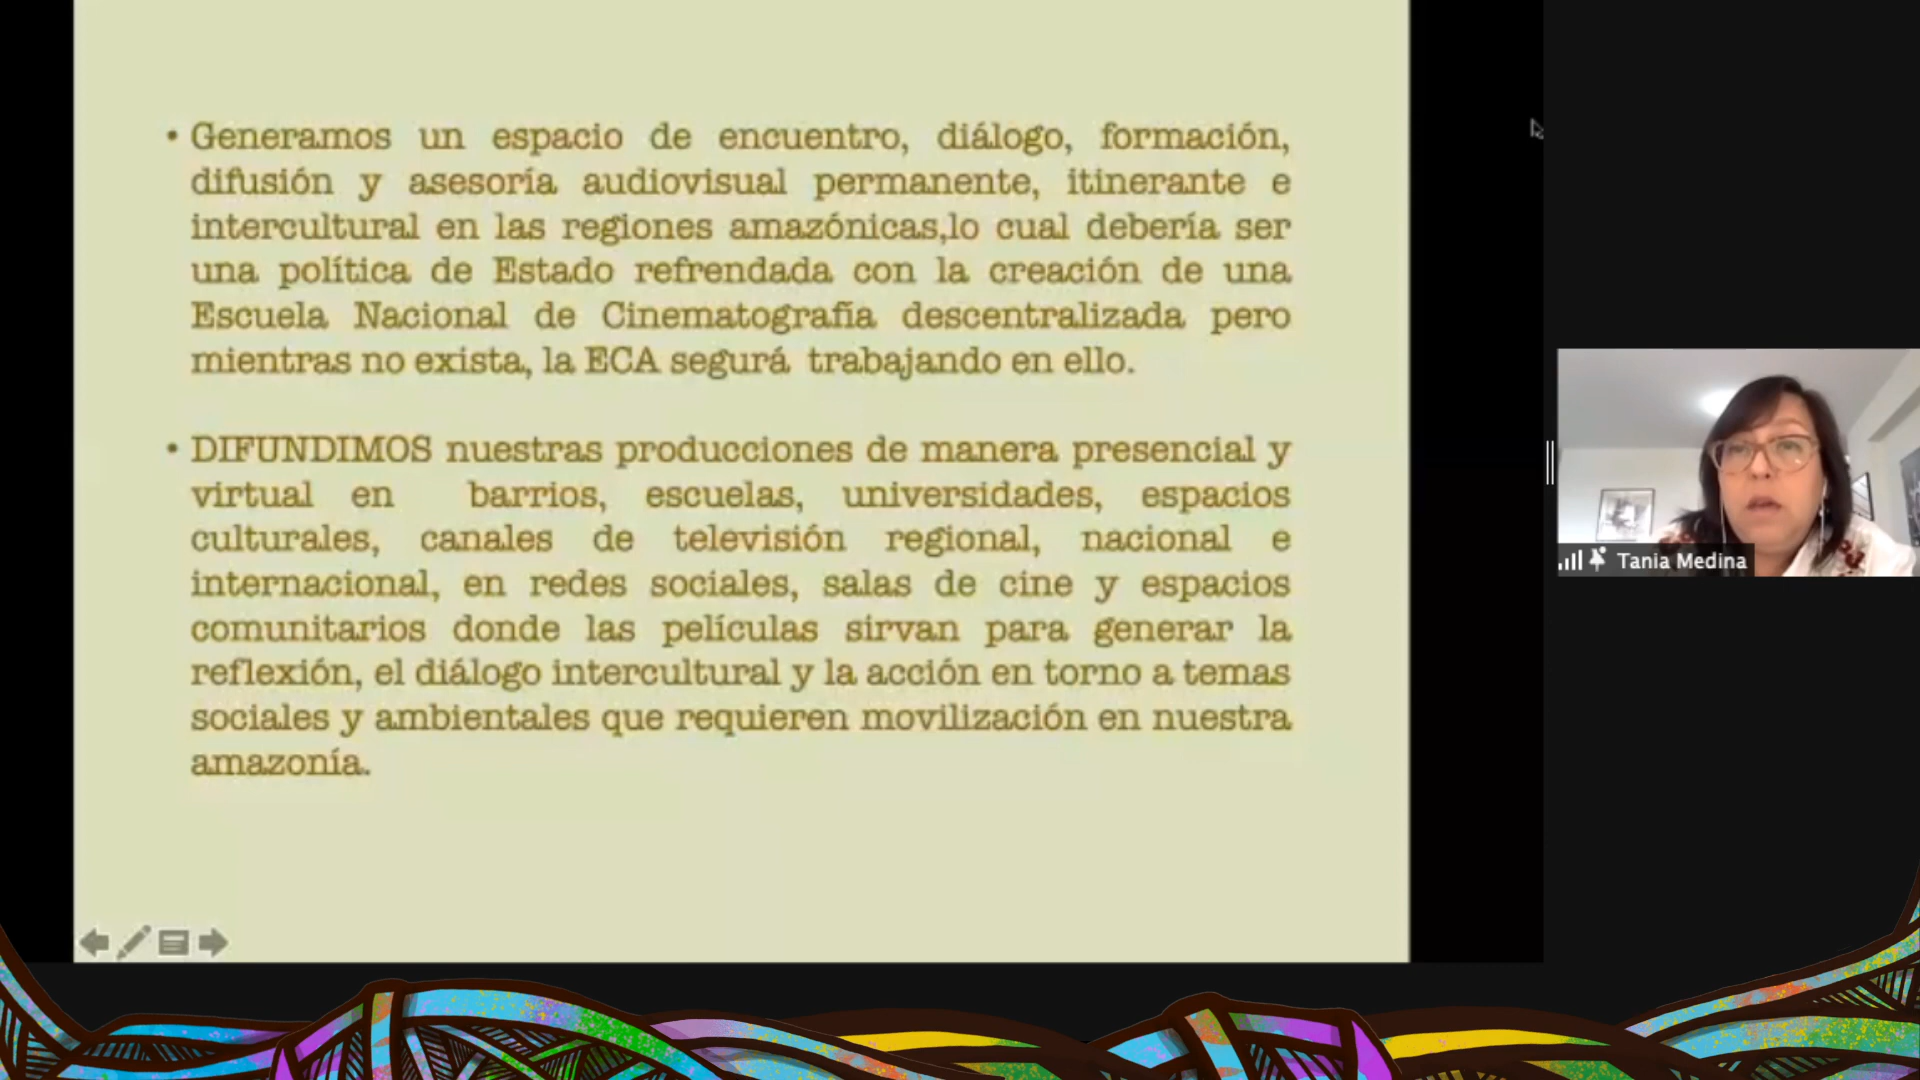 • Generamos un espacio de encuentro, diálogo, formación,
difusión y asesoría audiovisual permanente, itinerante e
intercultural en las regiones amazónicas,lo cual debería ser
una política de Estado refrendada con la creación de una
Escuela Nacional de Cinematografía descentralizada pero
mientras no exista, la ECA segurá trabajando en ello.
• DIFUNDIMOS nuestras producciones de manera presencial y
virtual en barrios, escuelas, universidades, espacios
culturales, canales de televisión regional, nacional e
internacional, en redes sociales, salas de cine y espacios
comunitarios donde las películas sirvan para generar la
reflexión, el diálogo intercultural y la acción en torno a temas
sociales y ambientales que requieren movilización en nuestra
amazonía.
Tania Medina